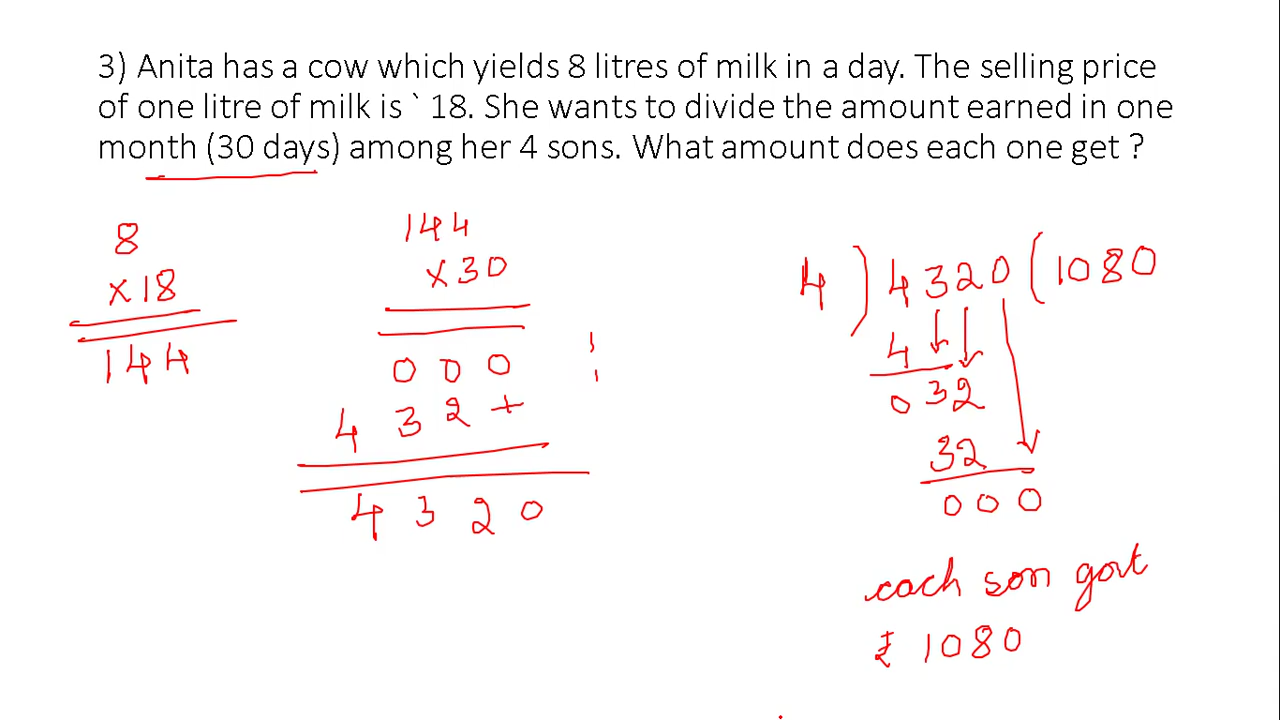 3) Anita has a cow which yields 8 litres of milk in a day. The selling price
of one litre of milk is ` 18. She wants to divide the amount earned in one
month (30 days) among her 4 sons. What amount does each one get ?
8
×18
144
144
×30
000
432+
4320
4 ) 4320 ( 1080
4
032
32
000
each son got
₹ 1080